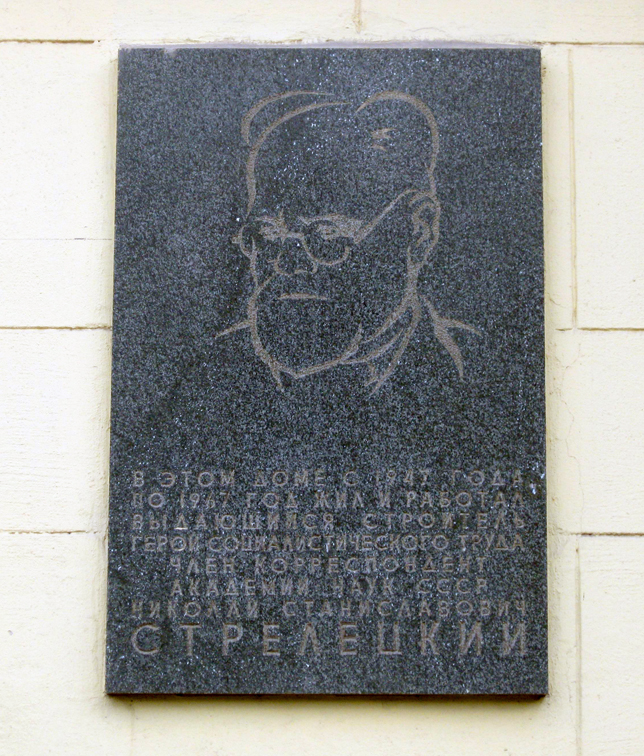 В ЭТОМ ДОМЕ С 1947 ГОДА
ПО 1967 ГОД ЖИЛ И РАБОТАЛ
ВЫДАЮЩИЙСЯ СТРОИТЕЛЬ
ГЕРОЙ СОЦИАЛИСТИЧЕСКОГО ТРУДА
ЧЛЕН КОРРЕСПОНДЕНТ
АКАДЕМИИ НАУК СССР
НИКОЛАЙ СТАНИСЛАВОВИЧ
СТРЕЛЕЦКИЙ